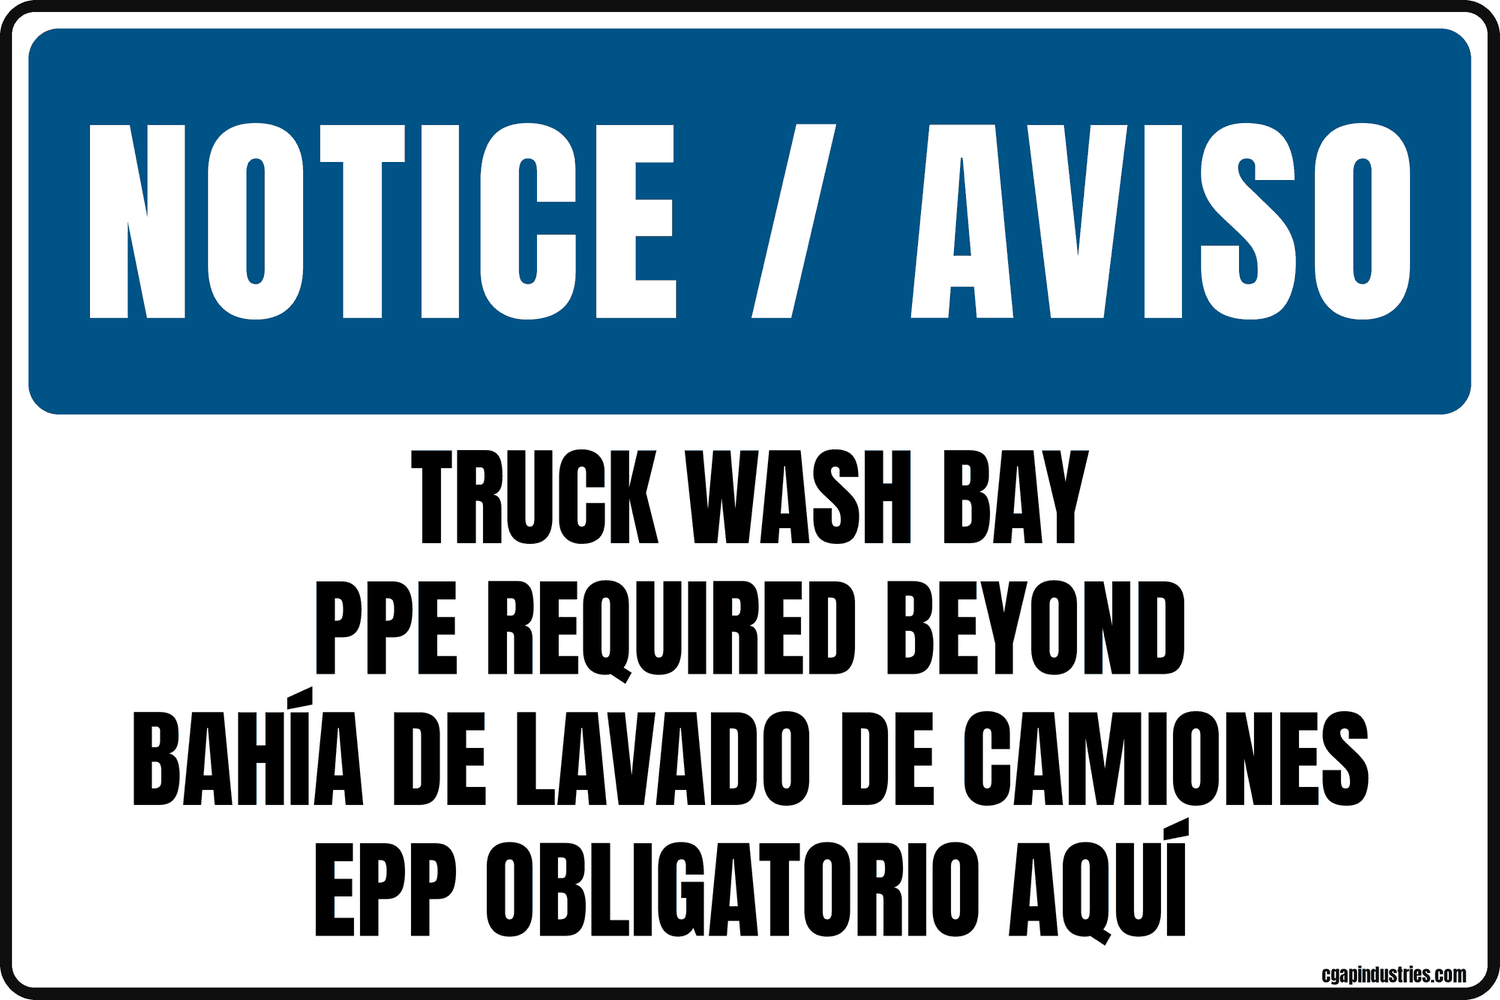 NOTICE / AVISO
TRUCK WASH BAY
PPE REQUIRED BEYOND
BAHÍA DE LAVADO DE CAMIONES
EPP OBLIGATORIO AQUÍ
cgapindustries.com